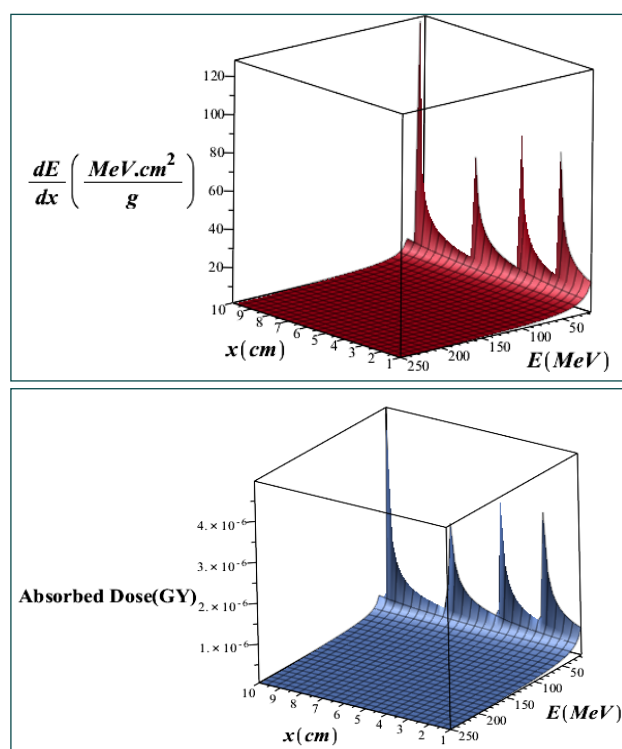 120
100
80
60
40
20
dE/dx (MeV.cm²/g)
10 9 8 7 6 5 4 3 2 1
x(cm)
250 200 150 100 50
E(MeV)
4. × 10⁻⁶
3. × 10⁻⁶
2. × 10⁻⁶
1. × 10⁻⁶
Absorbed Dose(GY)
10 9 8 7 6 5 4 3 2 1
x(cm)
250 200 150 100 50
E(MeV)